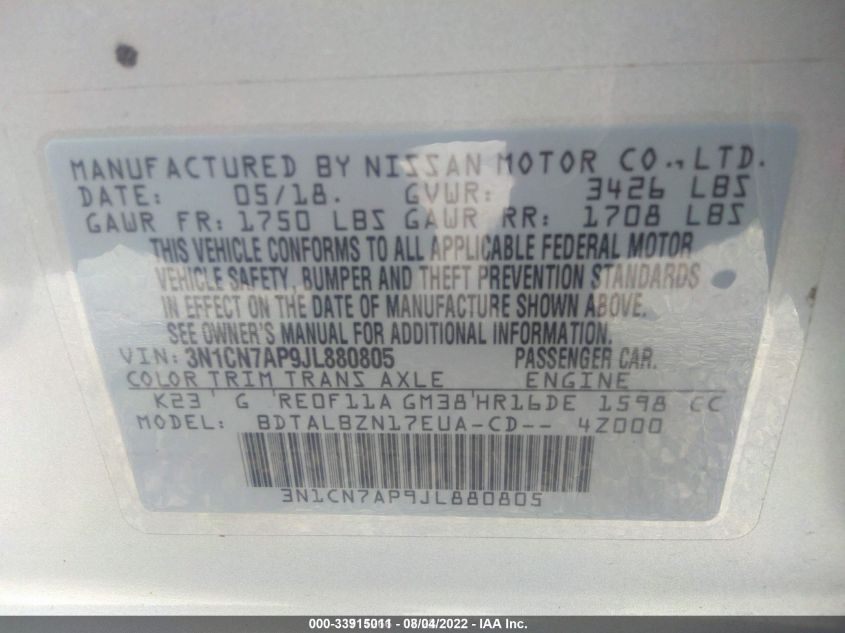 MANUFACTURED BY NISSAN MOTOR CO., LTD.
DATE: 05/18. GVWR: 3426 LBS
GAWR FR: 1750 LBS GAWR RR: 1708 LBS
THIS VEHICLE CONFORMS TO ALL APPLICABLE FEDERAL MOTOR
VEHICLE SAFETY, BUMPER AND THEFT PREVENTION STANDARDS
IN EFFECT ON THE DATE OF MANUFACTURE SHOWN ABOVE.
SEE OWNER'S MANUAL FOR ADDITIONAL INFORMATION.
VIN: 3N1CN7AP9JL880805 PASSENGER CAR.
COLOR TRIM TRANS AXLE ENGINE
K23 G RE0F11A GM38 HR16DE 1598 CC
MODEL: BDTALBZN17EUA-CD-- 4Z000
3N1CN7AP9JL880805
000-33915011 - 08/04/2022 - IAA Inc.